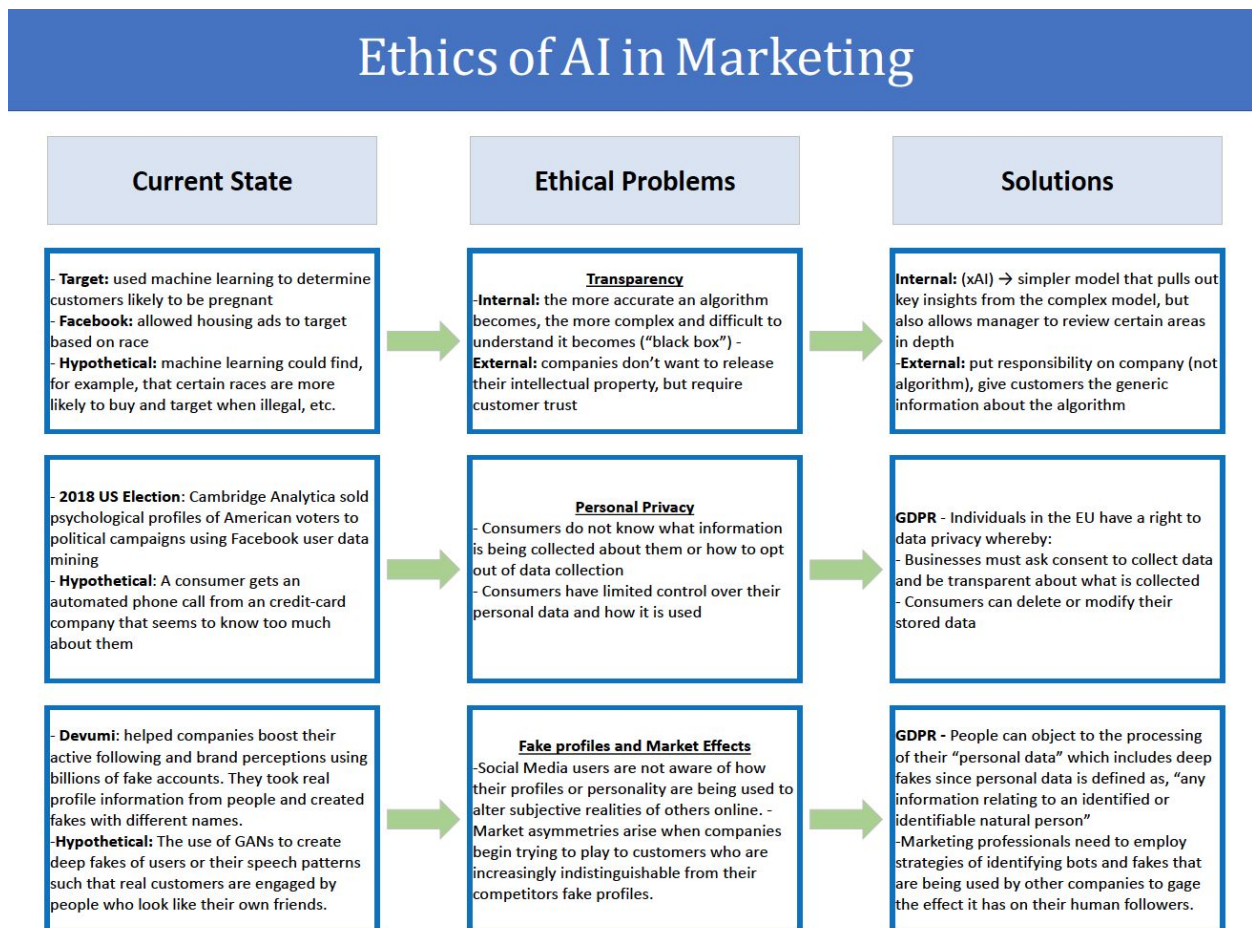 Ethics of AI in Marketing
Current State
Ethical Problems
Solutions
- Target: used machine learning to determine
customers likely to be pregnant
- Facebook: allowed housing ads to target
based on race
- Hypothetical: machine learning could find,
for example, that certain races are more
likely to buy and target when illegal, etc.
Transparency
-Internal: the more accurate an algorithm
becomes, the more complex and difficult to
understand it becomes (“black box”) -
External: companies don’t want to release
their intellectual property, but require
customer trust
Internal: (xAI) → simpler model that pulls out
key insights from the complex model, but
also allows manager to review certain areas
in depth
-External: put responsibility on company (not
algorithm), give customers the generic
information about the algorithm
- 2018 US Election: Cambridge Analytica sold
psychological profiles of American voters to
political campaigns using Facebook user data
mining
- Hypothetical: A consumer gets an
automated phone call from an credit-card
company that seems to know too much
about them
Personal Privacy
- Consumers do not know what information
is being collected about them or how to opt
out of data collection
- Consumers have limited control over their
personal data and how it is used
GDPR - Individuals in the EU have a right to
data privacy whereby:
- Businesses must ask consent to collect data
and be transparent about what is collected
- Consumers can delete or modify their
stored data
- Devumi: helped companies boost their
active following and brand perceptions using
billions of fake accounts. They took real
profile information from people and created
fakes with different names.
-Hypothetical: The use of GANs to create
deep fakes of users or their speech patterns
such that real customers are engaged by
people who look like their own friends.
Fake profiles and Market Effects
-Social Media users are not aware of how
their profiles or personality are being used to
alter subjective realities of others online. -
Market asymmetries arise when companies
begin trying to play to customers who are
increasingly indistinguishable from their
competitors fake profiles.
GDPR - People can object to the processing
of their “personal data” which includes deep
fakes since personal data is defined as, “any
information relating to an identified or
identifiable natural person”
-Marketing professionals need to employ
strategies of identifying bots and fakes that
are being used by other companies to gage
the effect it has on their human followers.